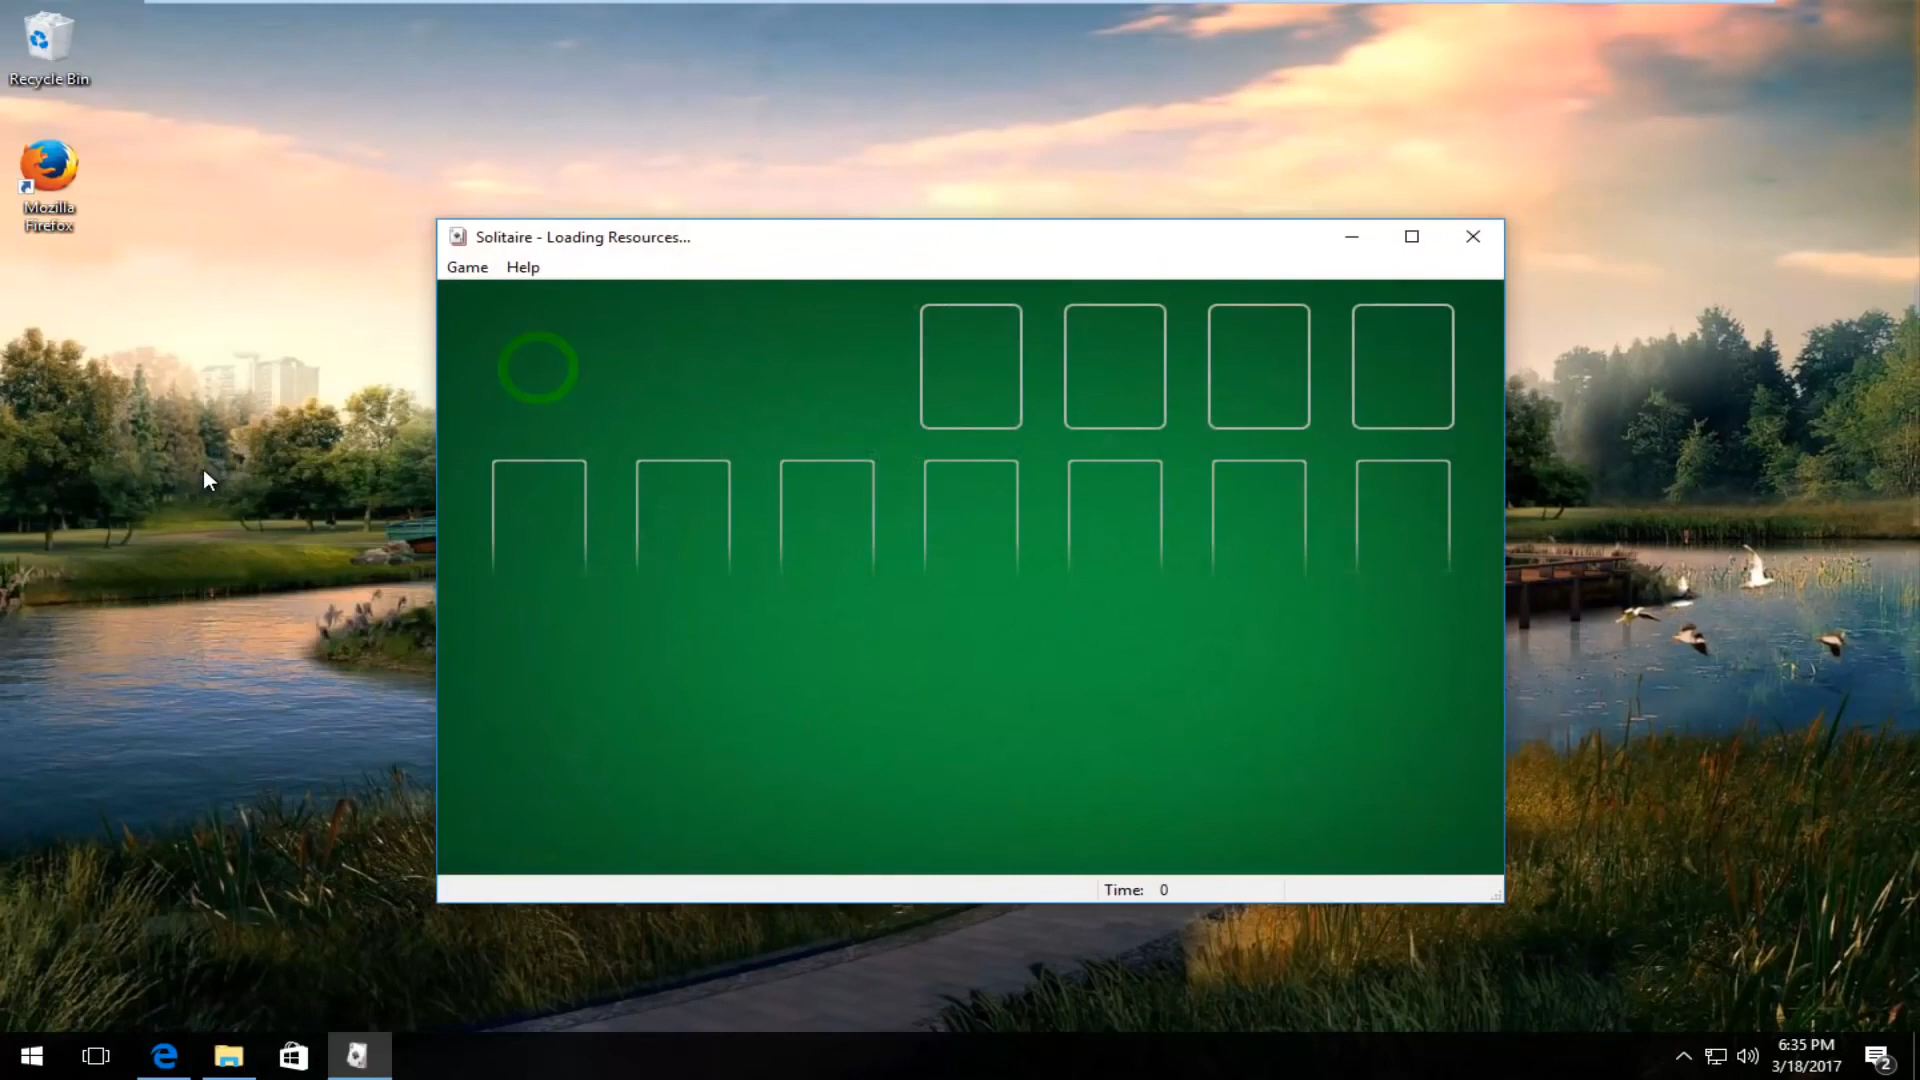 Recycle Bin
Mozilla
Firefox
Solitaire - Loading Resources...
Game Help
Time: 0
6:35 PM
3/18/2017
2